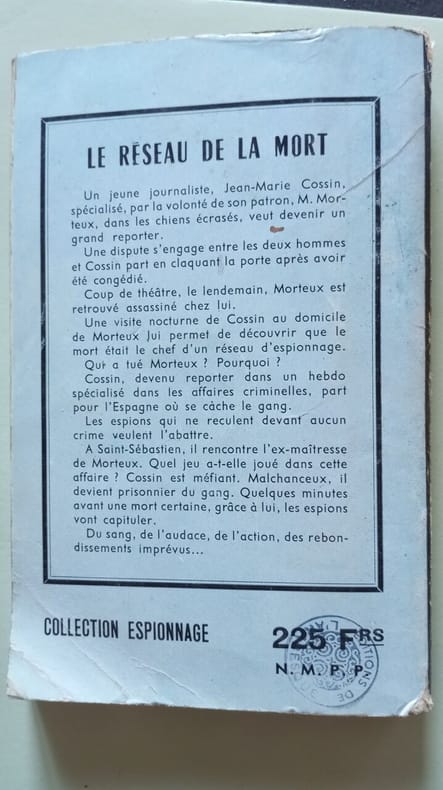 LE RÉSEAU DE LA MORT
Un jeune journaliste, Jean-Marie Cossin,
spécialisé, par la volonté de son patron, M. Mor-
teux, dans les chiens écrasés, veut devenir un
grand reporter.
Une dispute s'engage entre les deux hommes
et Cossin part en claquant la porte après avoir
été congédié.
Coup de théâtre, le lendemain, Morteux est
retrouvé assassiné chez lui.
Une visite nocturne de Cossin au domicile
de Morteux lui permet de découvrir que le
mort était le chef d'un réseau d'espionnage.
Qui a tué Morteux ? Pourquoi ?
Cossin, devenu reporter dans un hebdo
spécialisé dans les affaires criminelles, part
pour l'Espagne où se câche le gang.
Les espions qui ne reculent devant aucun
crime veulent l'abattre.
A Saint-Sébastien, il rencontre l'ex-maîtresse
de Morteux. Quel jeu a-t-elle joué dans cette
affaire ? Cossin est méfiant. Malchanceux, il
devient prisonnier du gang. Quelques minutes
avant une mort certaine, grâce à lui, les espions
vont capituler.
Du sang, de l'audace, de l'action, des rebon-
dissements imprévus...
COLLECTION ESPIONNAGE
225 FRS
N. M. P. P.
EDITIONS DE